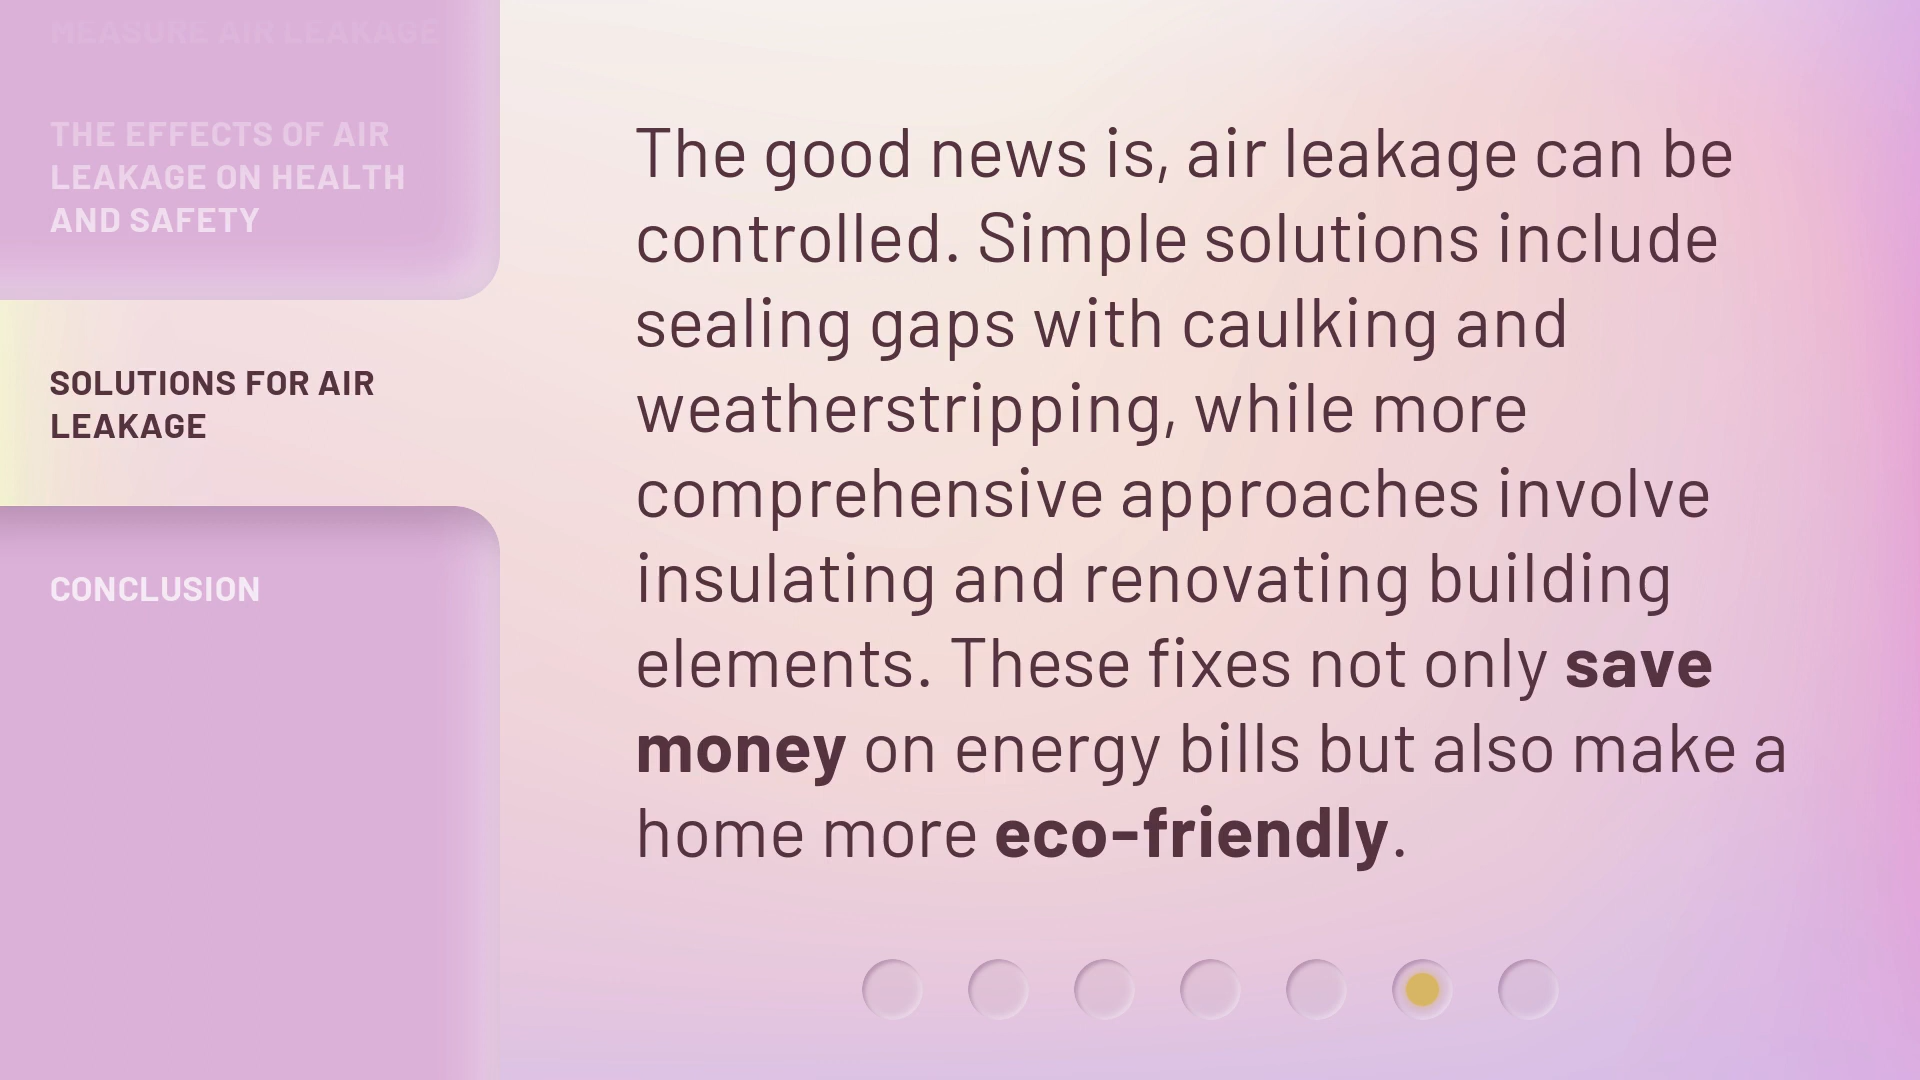 MEASURE AIR LEAKAGE
THE EFFECTS OF AIR
LEAKAGE ON HEALTH
AND SAFETY
SOLUTIONS FOR AIR
LEAKAGE
CONCLUSION
The good news is, air leakage can be
controlled. Simple solutions include
sealing gaps with caulking and
weatherstripping, while more
comprehensive approaches involve
insulating and renovating building
elements. These fixes not only save
money on energy bills but also make a
home more eco-friendly.